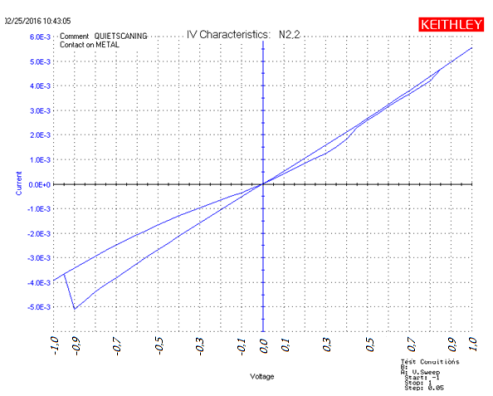 02/25/2016 10:43:05
KEITHLEY
IV Characteristics: N2,2
Comment QUIETSCANING
Contact on METAL
6.0E-3
5.0E-3
4.0E-3
3.0E-3
2.0E-3
1.0E-3
0.0E+0
-1.0E-3
-2.0E-3
-3.0E-3
-4.0E-3
-5.0E-3
Current
-1.0 -0.9 -0.7 -0.5 -0.3 -0.1 0.0 0.1 0.3 0.5 0.7 0.9 1.0
Voltage
Test Conditions
A: V.Sweep
Start: -1
Stop: 1
Step: 0.05